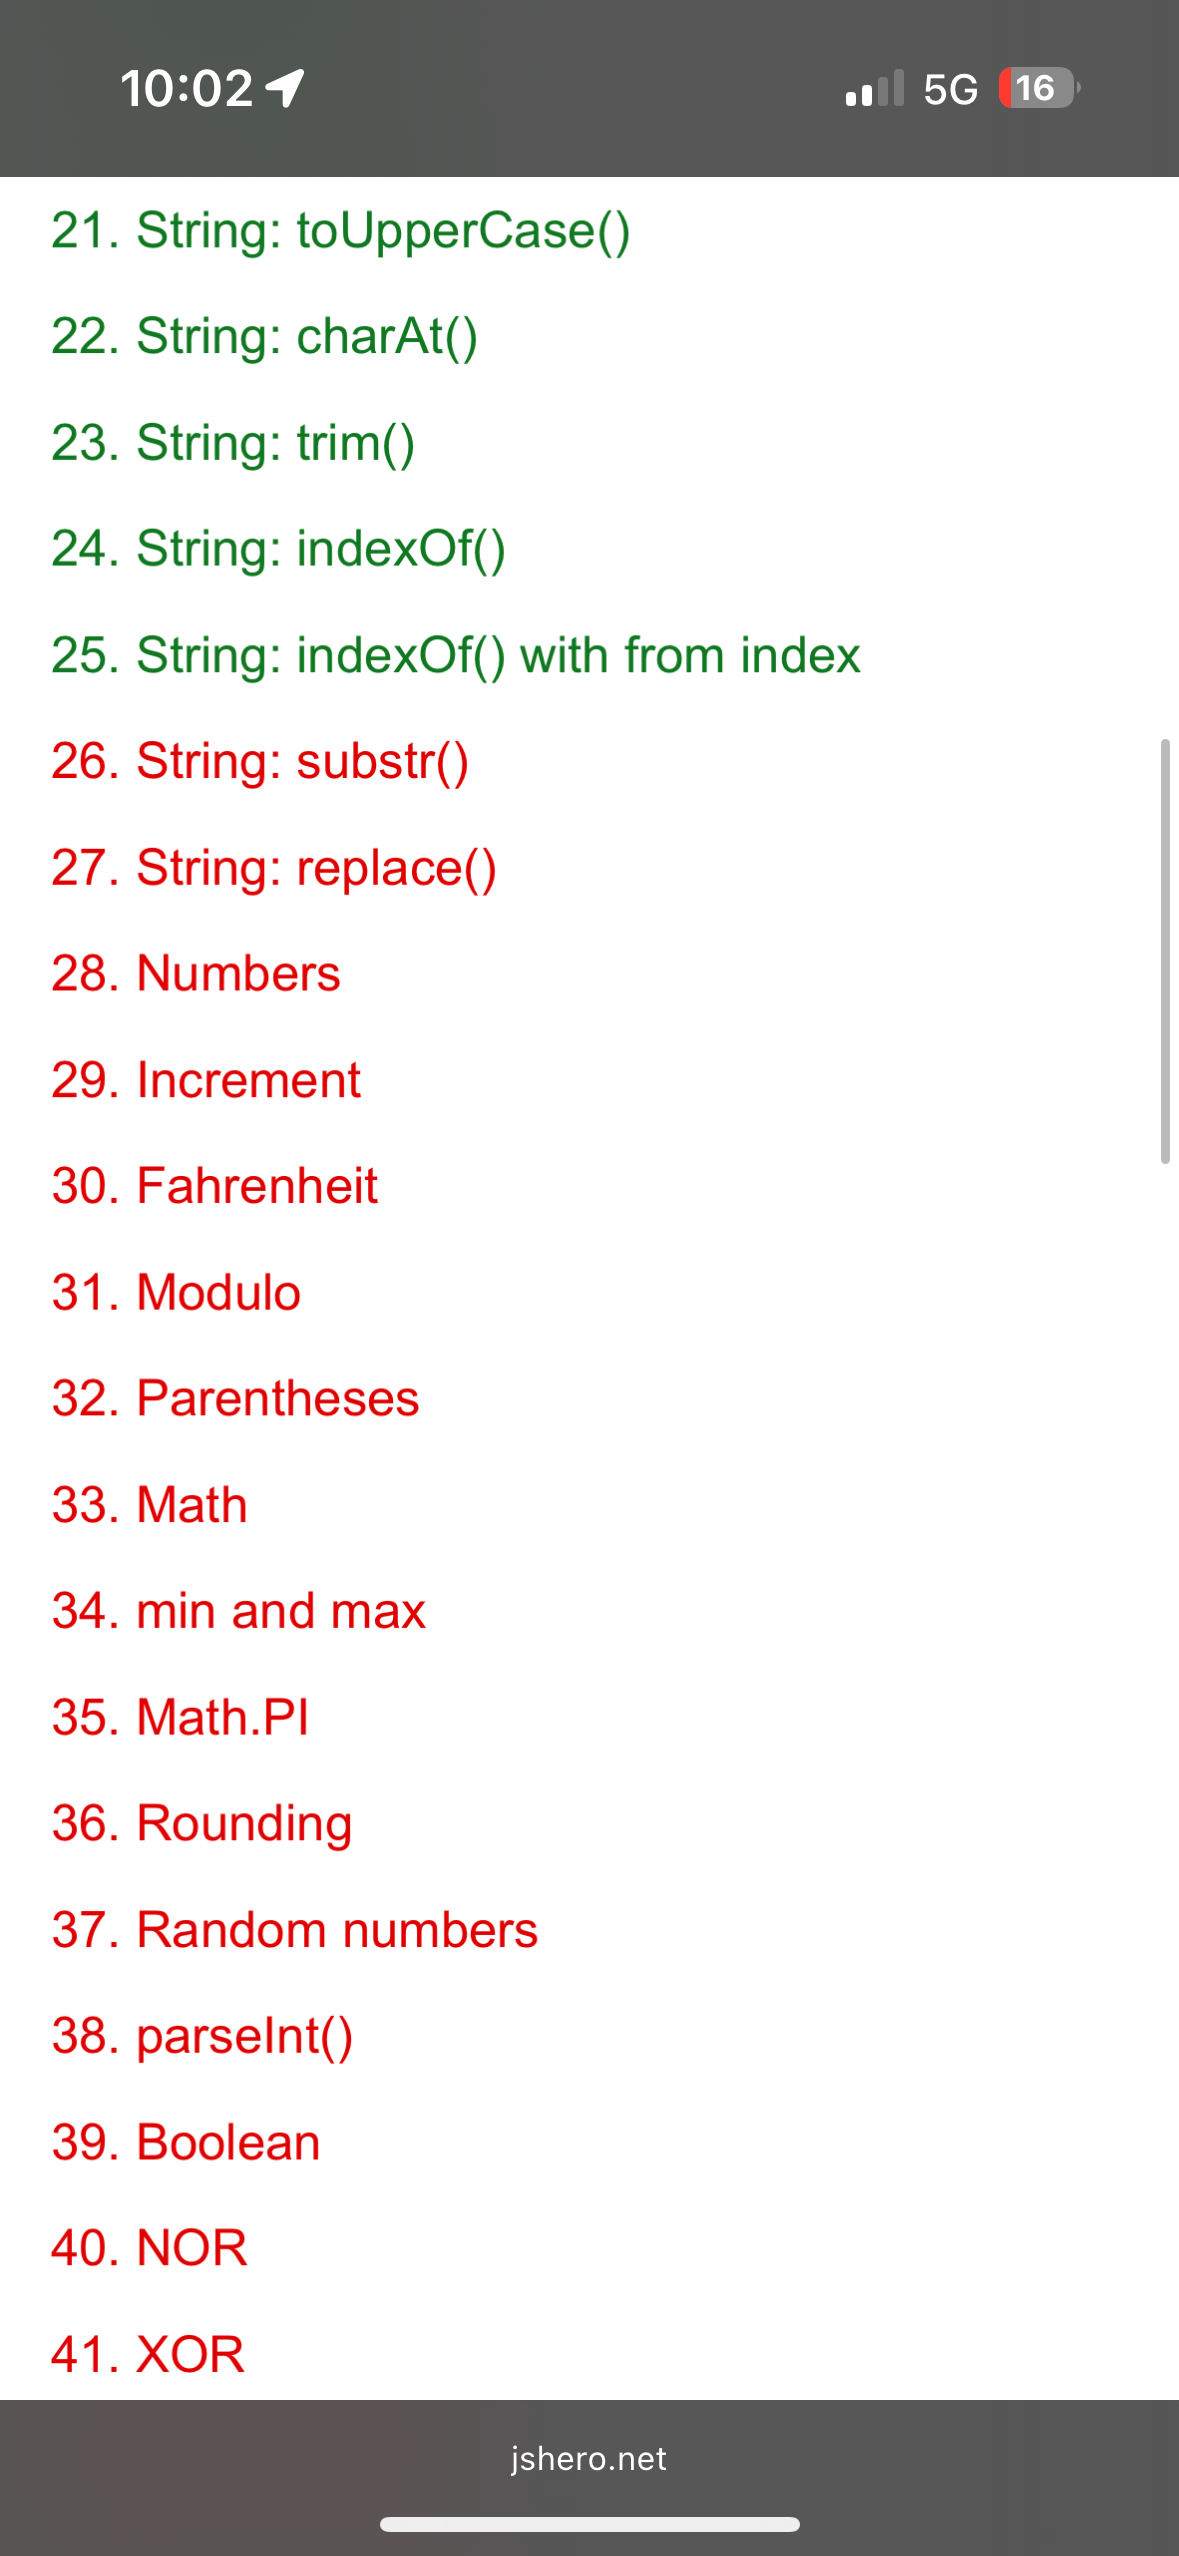 10:02
5G
16
21. String: toUpperCase()
22. String: charAt()
23. String: trim()
24. String: indexOf()
25. String: indexOf() with from index
26. String: substr()
27. String: replace()
28. Numbers
29. Increment
30. Fahrenheit
31. Modulo
32. Parentheses
33. Math
34. min and max
35. Math.PI
36. Rounding
37. Random numbers
38. parseInt()
39. Boolean
40. NOR
41. XOR
jshero.net